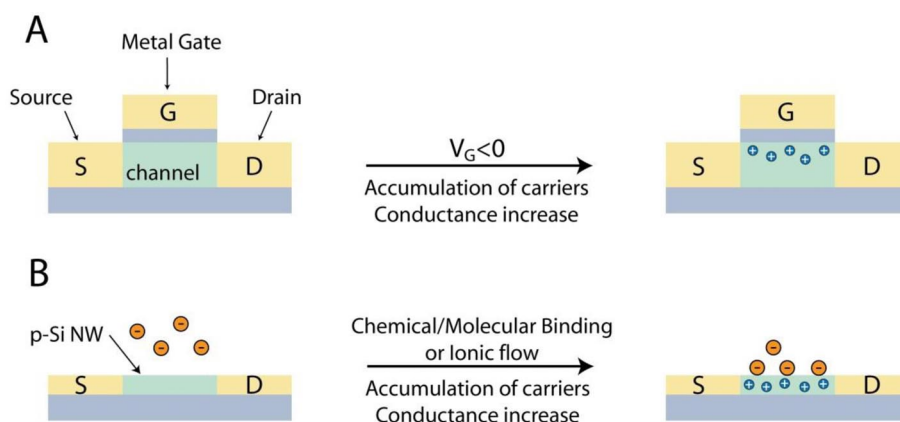 A
Metal Gate
Source
Drain
G
S
channel
D
V_G<0
Accumulation of carriers
Conductance increase
G
+ + + + +
S
D
B
p-Si NW
- - - -
S
D
Chemical/Molecular Binding
or Ionic flow
Accumulation of carriers
Conductance increase
-
- - -
S
+ + + + +
D